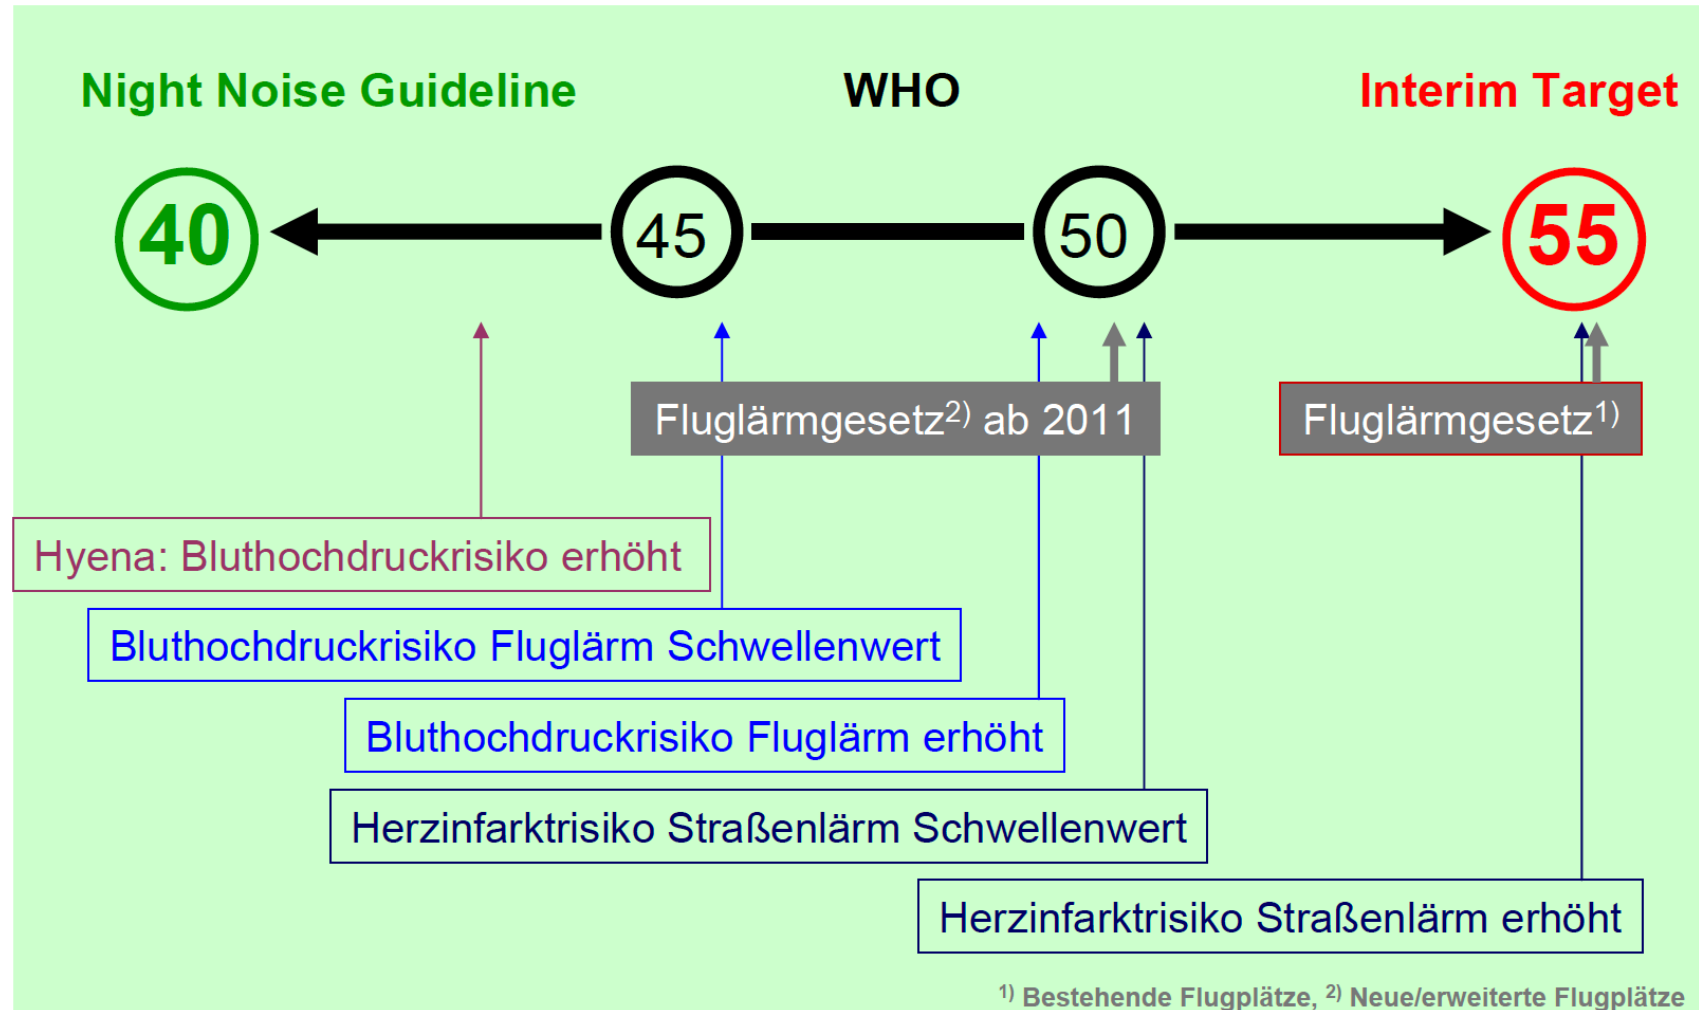 Night Noise Guideline WHO Interim Target
40 45 50 55
Fluglärmgesetz2) ab 2011 Fluglärmgesetz1)
Hyena: Bluthochdruckrisiko erhöht
Bluthochdruckrisiko Fluglärm Schwellenwert
Bluthochdruckrisiko Fluglärm erhöht
Herzinfarktrisiko Straßenlärm Schwellenwert
Herzinfarktrisiko Straßenlärm erhöht
1) Bestehende Flugplätze, 2) Neue/erweiterte Flugplätze